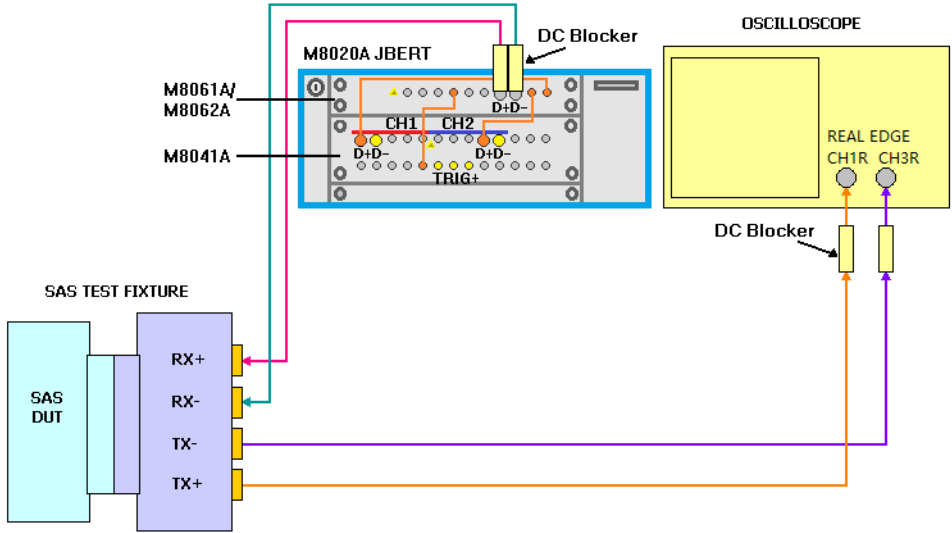 OSCILLOSCOPE
DC Blocker
M8020A JBERT
M8061A/
M8062A
D+D-
CH1 CH2
M8041A
D+D- D+D-
TRIG+
REAL EDGE
CH1R CH3R
DC Blocker
SAS TEST FIXTURE
RX+
SAS
DUT
RX-
TX-
TX+